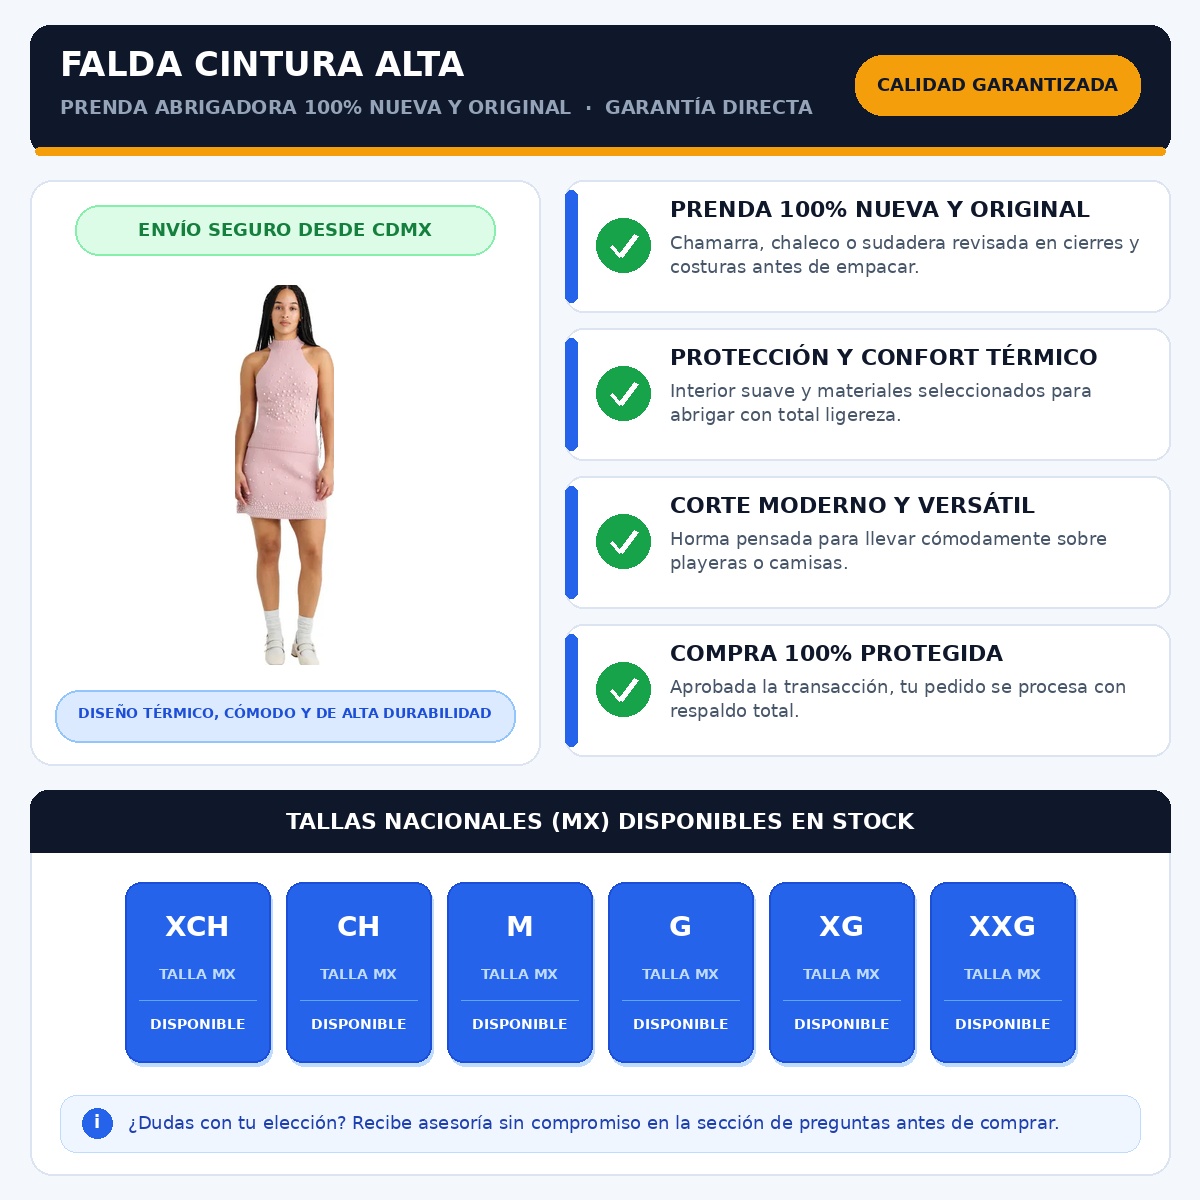 FALDA CINTURA ALTA
PRENDA ABRIGADORA 100% NUEVA Y ORIGINAL · GARANTÍA DIRECTA
CALIDAD GARANTIZADA
ENVÍO SEGURO DESDE CDMX
DISEÑO TÉRMICO, CÓMODO Y DE ALTA DURABILIDAD
PRENDA 100% NUEVA Y ORIGINAL
Chamarra, chaleco o sudadera revisada en cierres y
costuras antes de empacar.
PROTECCIÓN Y CONFORT TÉRMICO
Interior suave y materiales seleccionados para
abrigar con total ligereza.
CORTE MODERNO Y VERSÁTIL
Horma pensada para llevar cómodamente sobre
playeras o camisas.
COMPRA 100% PROTEGIDA
Aprobada la transacción, tu pedido se procesa con
respaldo total.
TALLAS NACIONALES (MX) DISPONIBLES EN STOCK
XCH
TALLA MX
DISPONIBLE
CH
TALLA MX
DISPONIBLE
M
TALLA MX
DISPONIBLE
G
TALLA MX
DISPONIBLE
XG
TALLA MX
DISPONIBLE
XXG
TALLA MX
DISPONIBLE
i ¿Dudas con tu elección? Recibe asesoría sin compromiso en la sección de preguntas antes de comprar.